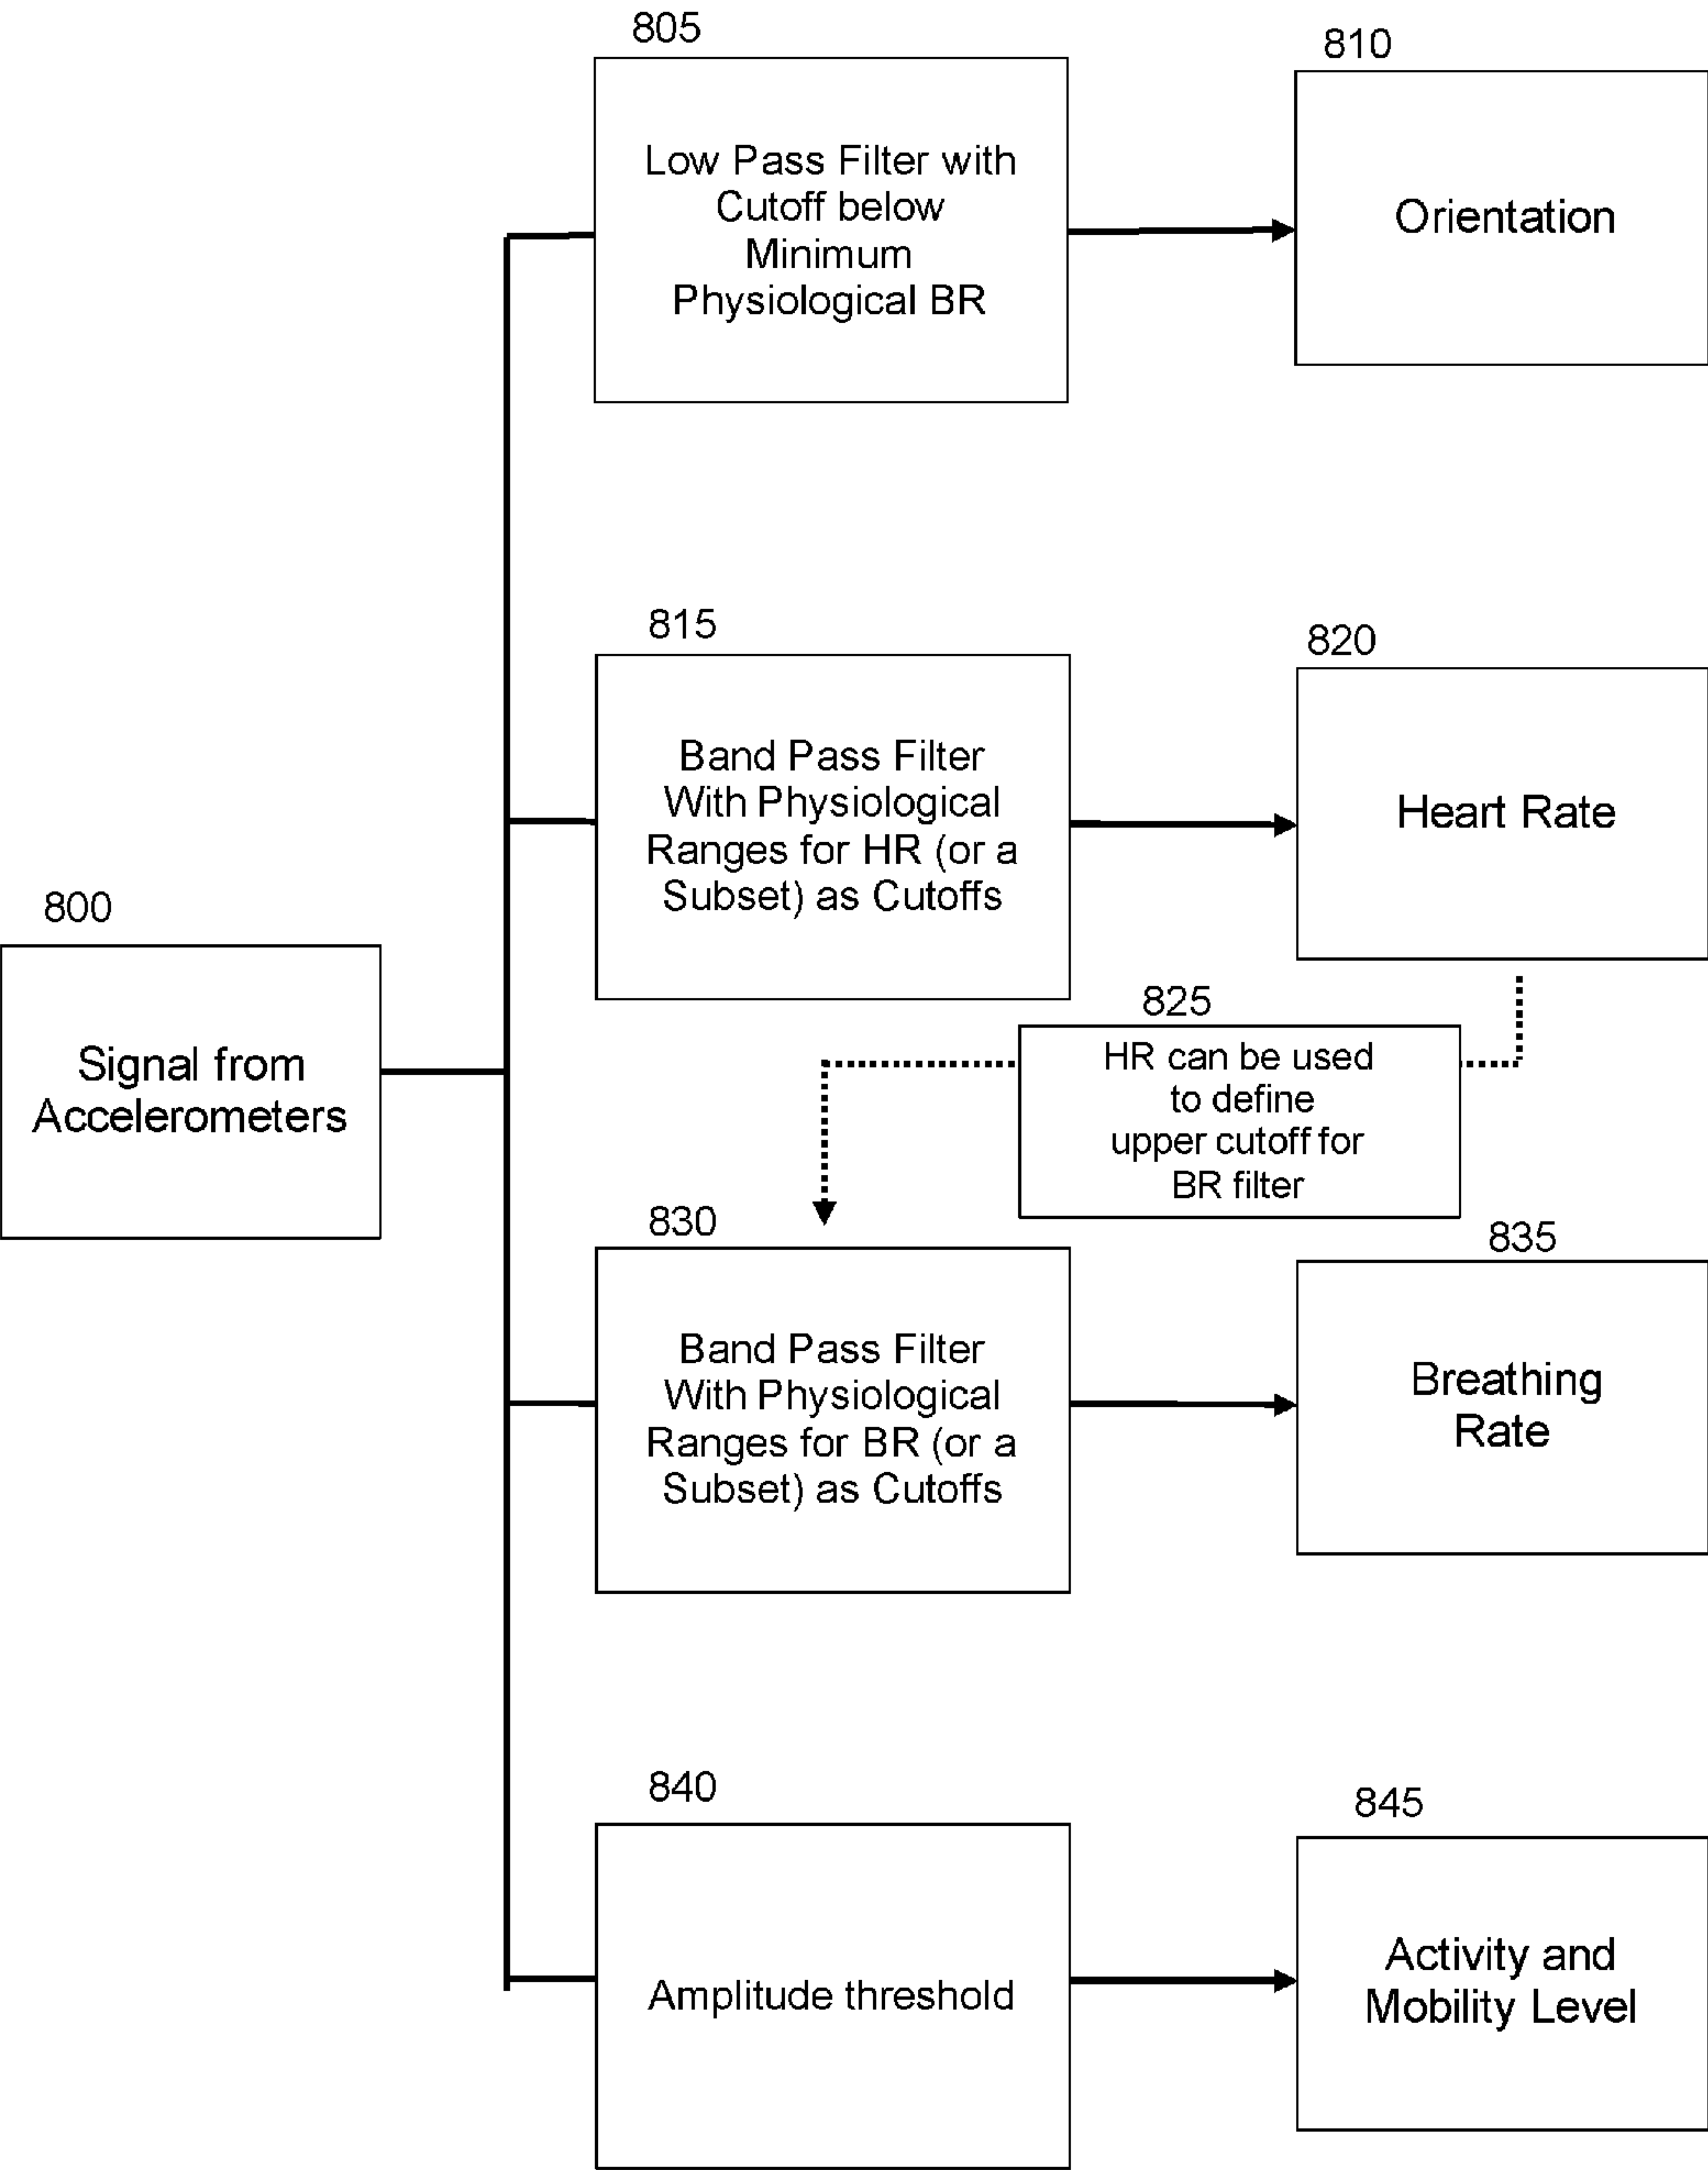 805
Low Pass Filter with
Cutoff below
Minimum
Physiological BR
810
Orientation
815
Band Pass Filter
With Physiological
Ranges for HR (or a
Subset) as Cutoffs
820
Heart Rate
800
Signal from
Accelerometers
825
HR can be used
to define
upper cutoff for
BR filter
830
Band Pass Filter
With Physiological
Ranges for BR (or a
Subset) as Cutoffs
835
Breathing
Rate
840
Amplitude threshold
845
Activity and
Mobility Level